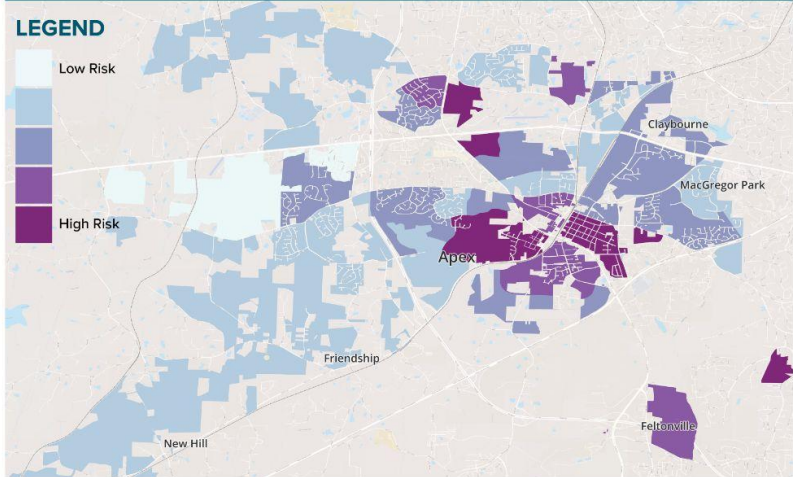 LEGEND
Low Risk
High Risk
Claybourne
MacGregor Park
Apex
Friendship
New Hill
Feltonville